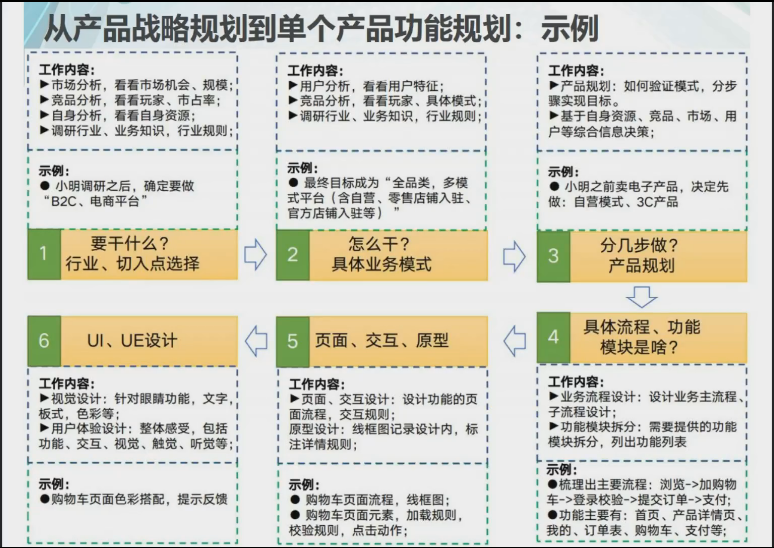 从产品战略规划到单个产品功能规划：示例
工作内容：
▶市场分析，看看市场机会、规模；
▶竞品分析，看看玩家、市占率；
▶自身分析，看看自身资源；
▶调研行业、业务知识，行业规则；
示例：
● 小明调研之后，确定要做
“B2C、电商平台”
1
要干什么？
行业、切入点选择
工作内容：
▶用户分析，看看用户特征；
▶竞品分析，看看玩家、具体模式；
▶调研行业、业务知识，行业规则；
示例：
● 最终目标成为“全品类，多模
式平台（含自营、零售店铺入驻、
官方店铺入驻等）”
2
怎么干？
具体业务模式
工作内容：
▶产品规划：如何验证模式，分步
骤实现目标。
▶基于自身资源、竞品、市场、用
户等综合信息决策；
示例：
● 小明之前卖电子产品，决定先
做：自营模式、3C产品
3
分几步做？
产品规划
4
具体流程、功能
模块是啥？
工作内容：
▶业务流程设计：设计业务主流程、
子流程设计；
▶功能模块拆分：需要提供的功能
模块拆分，列出功能列表
示例：
●梳理出主要流程：浏览->加购物
车->登录校验->提交订单->支付；
●功能主要有：首页、产品详情页、
我的、订单表、购物车、支付等；
5
页面、交互、原型
工作内容：
▶页面、交互设计：设计功能的页
面流程，交互规则；
原型设计：线框图记录设计内，标
注详情规则；
示例：
● 购物车页面流程，线框图；
● 购物车页面元素，加载规则，
校验规则，点击动作；
6
UI、UE设计
工作内容：
▶视觉设计：针对眼睛功能，文字，
板式，色彩等；
▶用户体验设计：整体感受，包括
功能、交互、视觉、触觉、听觉等；
示例：
●购物车页面色彩搭配，提示反馈